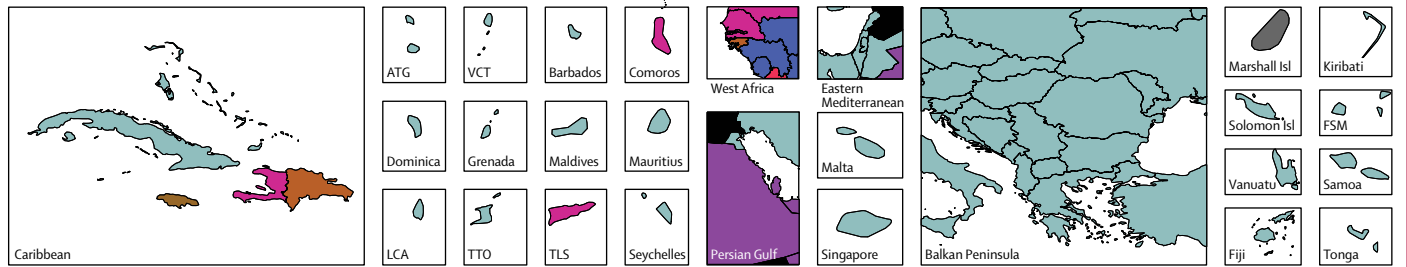 Caribbean
ATG
VCT
Barbados
Comoros
Dominica
Grenada
Maldives
Mauritius
LCA
TTO
TLS
Seychelles
West Africa
Eastern
Mediterranean
Persian Gulf
Malta
Singapore
Balkan Peninsula
Marshall Isl
Kiribati
Solomon Isl
FSM
Vanuatu
Samoa
Fiji
Tonga